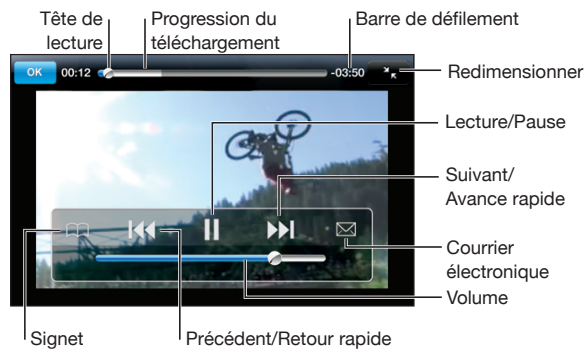 Tête de
lecture
Progression du
téléchargement
Barre de défilement
OK
00:12
-03:50
Redimensionner
Lecture/Pause
Suivant/
Avance rapide
Courrier
électronique
Volume
Signet
Précédent/Retour rapide